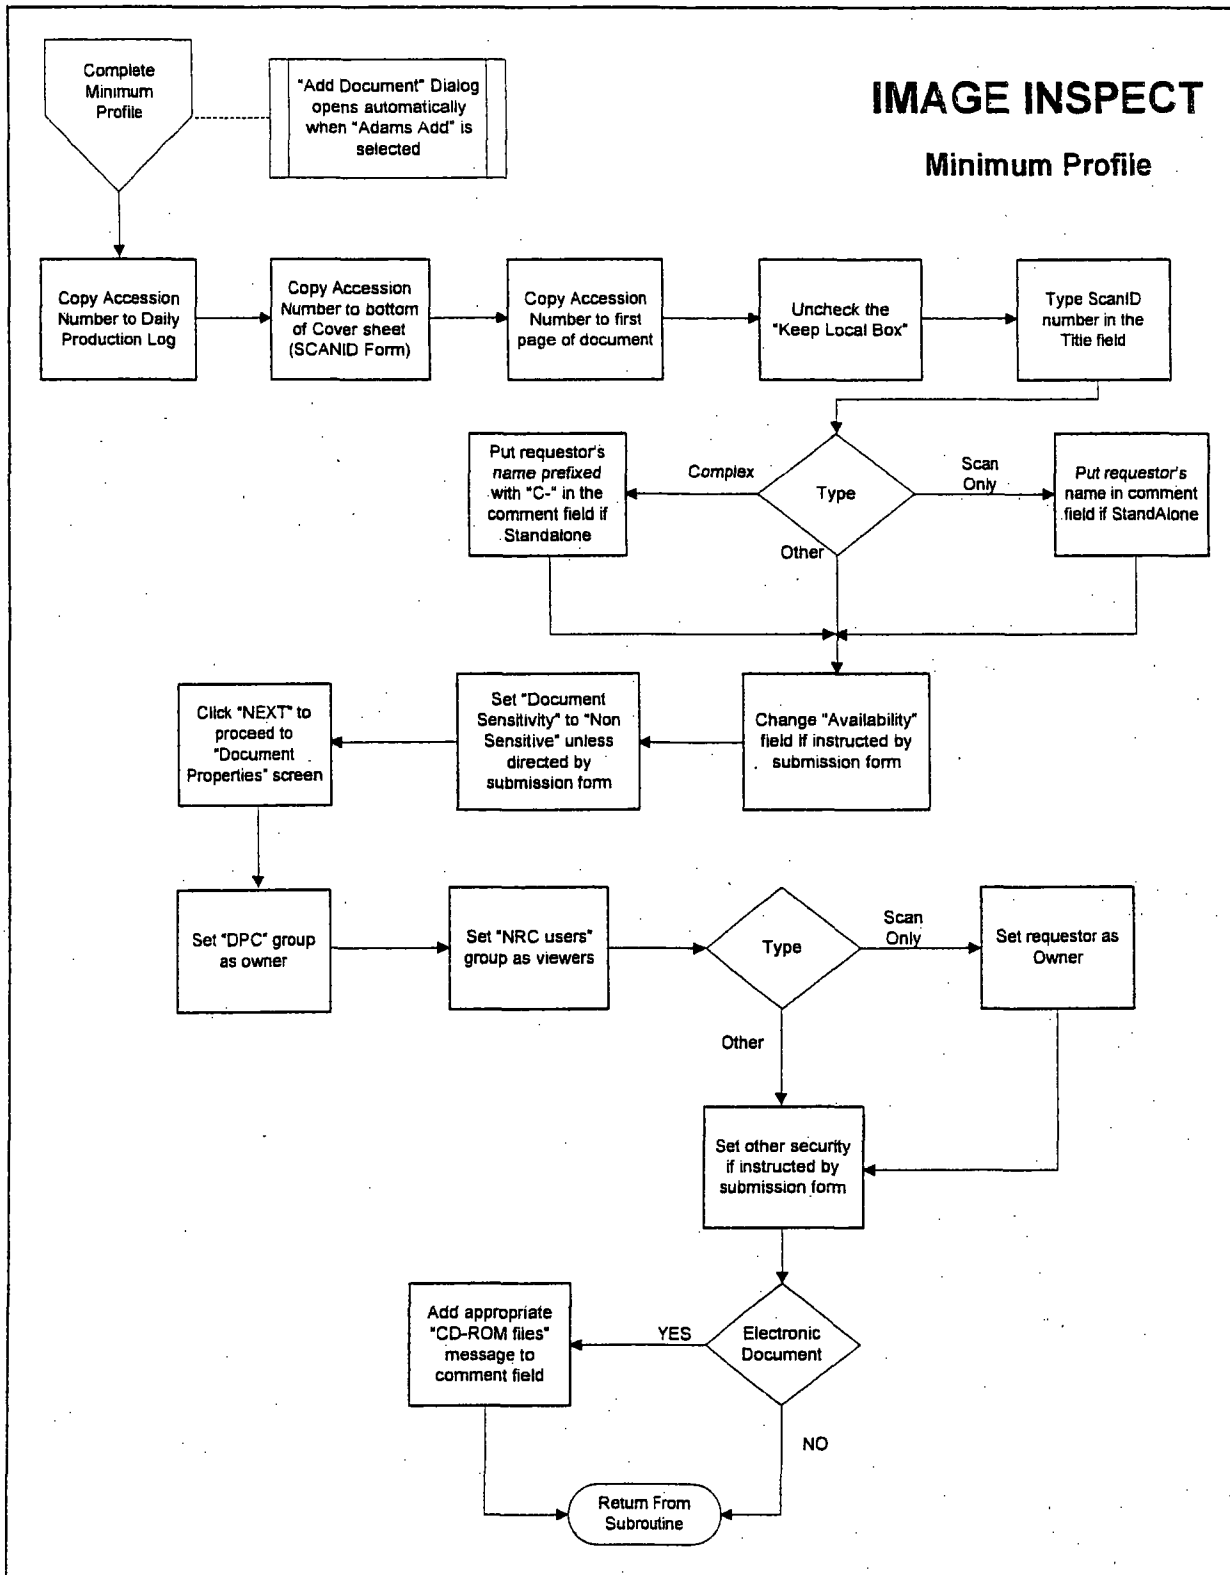 IMAGE INSPECT
Minimum Profile
Complete
Minimum
Profile
"Add Document" Dialog
opens automatically
when "Adams Add" is
selected
Copy Accession
Number to Daily
Production Log
Copy Accession
Number to bottom
of Cover sheet
(SCANID Form)
Copy Accession
Number to first
page of document
Uncheck the
"Keep Local Box"
Type ScanID
number in the
Title field
Put requestor's
name prefixed
with "C-" in the
comment field if
Standalone
Complex
Type
Scan
Only
Put requestor's
name in comment
field if StandAlone
Other
Click "NEXT" to
proceed to
"Document
Properties" screen
Set "Document
Sensitivity" to "Non
Sensitive" unless
directed by
submission form
Change "Availability"
field if instructed by
submission form
Set "DPC" group
as owner
Set "NRC users"
group as viewers
Type
Scan
Only
Set requestor as
Owner
Other
Set other security
if instructed by
submission form
Add appropriate
"CD-ROM files"
message to
comment field
YES
Electronic
Document
NO
Return From
Subroutine